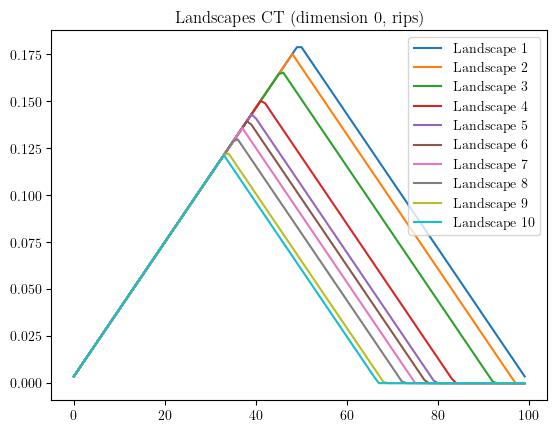 Landscapes CT (dimension 0, rips)
Landscape 1
Landscape 2
Landscape 3
Landscape 4
Landscape 5
Landscape 6
Landscape 7
Landscape 8
Landscape 9
Landscape 10
0.175
0.150
0.125
0.100
0.075
0.050
0.025
0.000
0 20 40 60 80 100